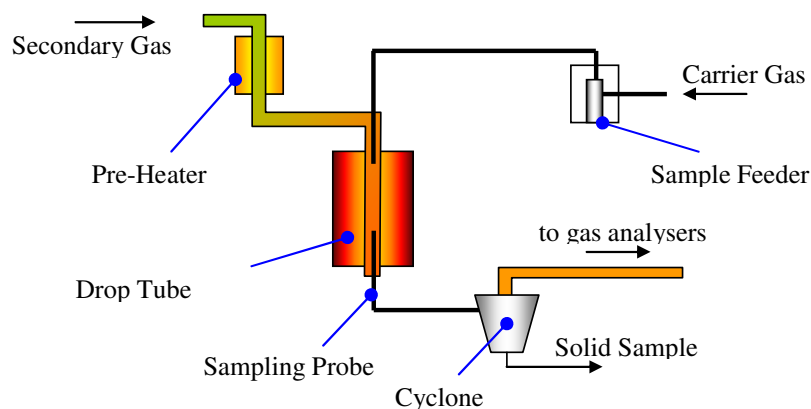 Secondary Gas
Carrier Gas
Pre-Heater
Sample Feeder
to gas analysers
Drop Tube
Solid Sample
Sampling Probe
Cyclone